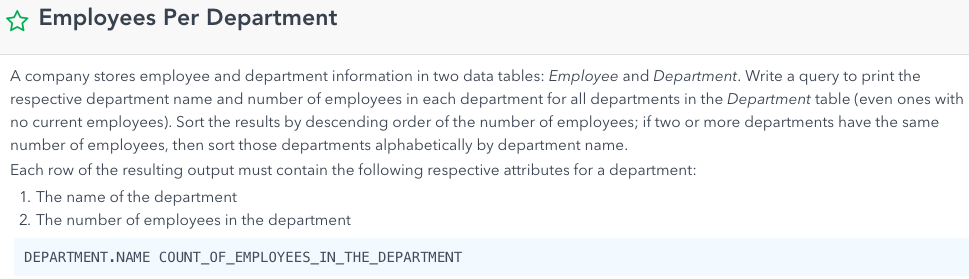 Employees Per Department
A company stores employee and department information in two data tables: Employee and Department. Write a query to print the
respective department name and number of employees in each department for all departments in the Department table (even ones with
no current employees). Sort the results by descending order of the number of employees; if two or more departments have the same
number of employees, then sort those departments alphabetically by department name.
Each row of the resulting output must contain the following respective attributes for a department:
1. The name of the department
2. The number of employees in the department
DEPARTMENT.NAME COUNT_OF_EMPLOYEES_IN_THE_DEPARTMENT